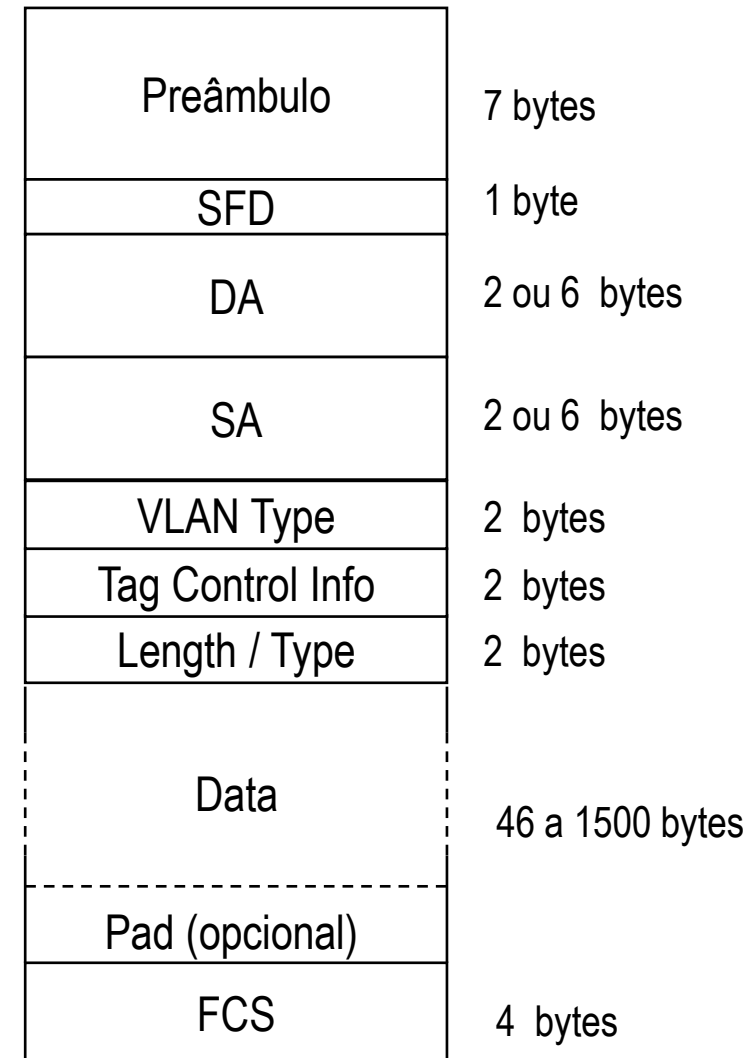 Preâmbulo 7 bytes
SFD 1 byte
DA 2 ou 6 bytes
SA 2 ou 6 bytes
VLAN Type 2 bytes
Tag Control Info 2 bytes
Length / Type 2 bytes
Data 46 a 1500 bytes
Pad (opcional)
FCS 4 bytes